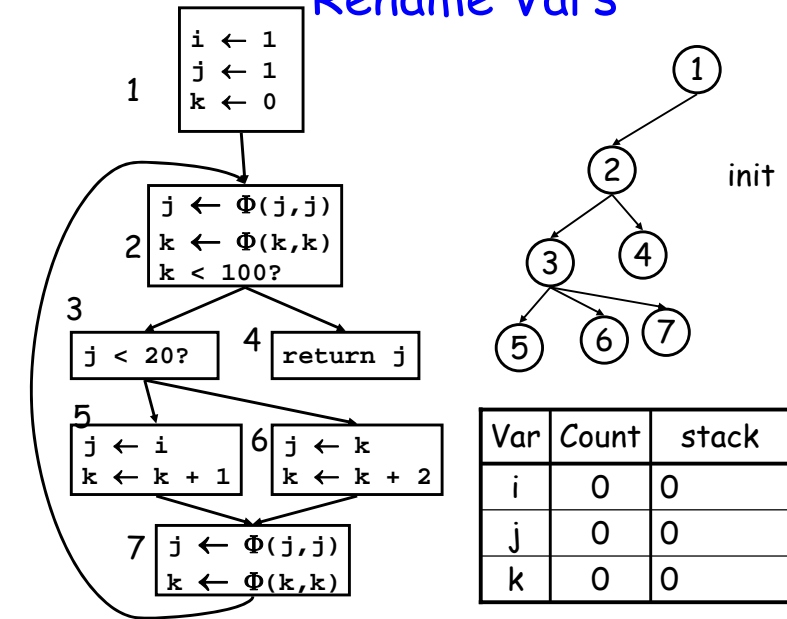 Rename Vars
1
i ← 1
j ← 1
k ← 0
2
j ← Φ(j,j)
k ← Φ(k,k)
k < 100?
3
j < 20?
4
return j
5
j ← i
k ← k + 1
6
j ← k
k ← k + 2
7
j ← Φ(j,j)
k ← Φ(k,k)
1
2
init
3
4
5
6
7
Var Count stack
i 0 0
j 0 0
k 0 0